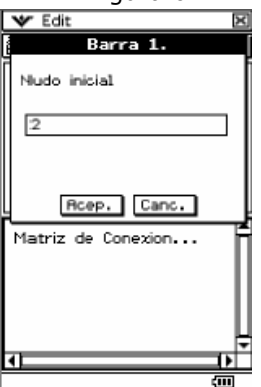 Edit
Barra 1.
Nudo inicial
:2
Acep. Canc.
Matriz de Conexion...